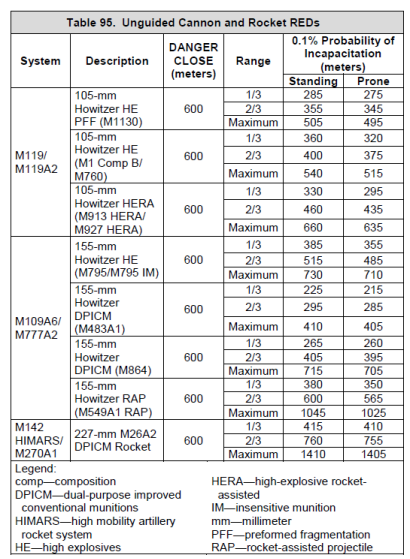 Table 95. Unguided Cannon and Rocket REDs
System Description DANGER CLOSE (meters) Range 0.1% Probability of Incapacitation (meters)
Standing Prone
M119/
M119A2
105-mm
Howitzer HE
PFF (M1130)
600
1/3 285 275
2/3 355 345
Maximum 505 495
105-mm
Howitzer HE
(M1 Comp B/
M760)
600
1/3 360 320
2/3 400 375
Maximum 540 515
105-mm
Howitzer HERA
(M913 HERA/
M927 HERA)
600
1/3 330 295
2/3 460 435
Maximum 660 635
M109A6/
M777A2
155-mm
Howitzer HE
(M795/M795 IM)
600
1/3 385 355
2/3 515 485
Maximum 730 710
155-mm
Howitzer
DPICM
(M483A1)
600
1/3 225 215
2/3 295 285
Maximum 410 405
155-mm
Howitzer
DPICM (M864)
600
1/3 265 260
2/3 405 395
Maximum 715 705
155-mm
Howitzer RAP
(M549A1 RAP)
600
1/3 380 350
2/3 600 565
Maximum 1045 1025
M142
HIMARS/
M270A1
227-mm M26A2
DPICM Rocket
600
1/3 415 410
2/3 760 755
Maximum 1410 1405
Legend:
comp—composition
DPICM—dual-purpose improved
conventional munitions
HIMARS—high mobility artillery
rocket system
HE—high explosives
HERA—high-explosive rocket-
assisted
IM—insensitive munition
mm—millimeter
PFF—preformed fragmentation
RAP—rocket-assisted projectile